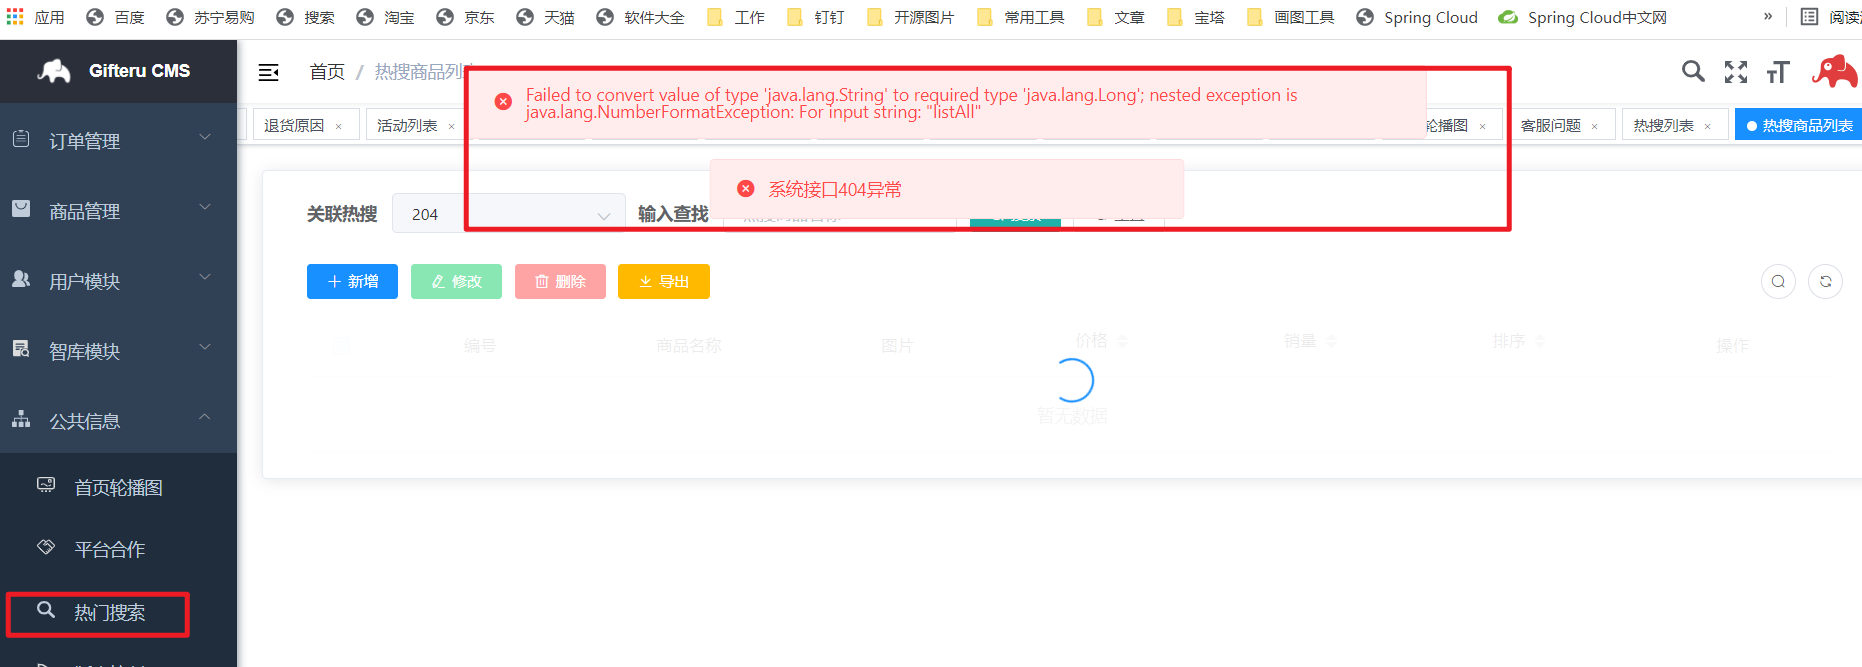 应用 百度 苏宁易购 搜索 淘宝 京东 天猫 软件大全 工作 钉钉 开源图片 常用工具 文章 宝塔 画图工具 Spring Cloud Spring Cloud中文网 » 阅读
Gifteru CMS
首页 / 热搜商品列
Failed to convert value of type 'java.lang.String' to required type 'java.lang.Long'; nested exception is
java.lang.NumberFormatException: For input string: "listAll"
退货原因 × 活动列表 × 轮播图 × 客服问题 × 热搜列表 × 热搜商品列表
订单管理
系统接口404异常
商品管理
关联热搜 204 输入查找
用户模块
新增 修改 删除 导出
智库模块
编号 商品名称 图片 价格 销量 排序 操作
暂无数据
公共信息
首页轮播图
平台合作
热门搜索